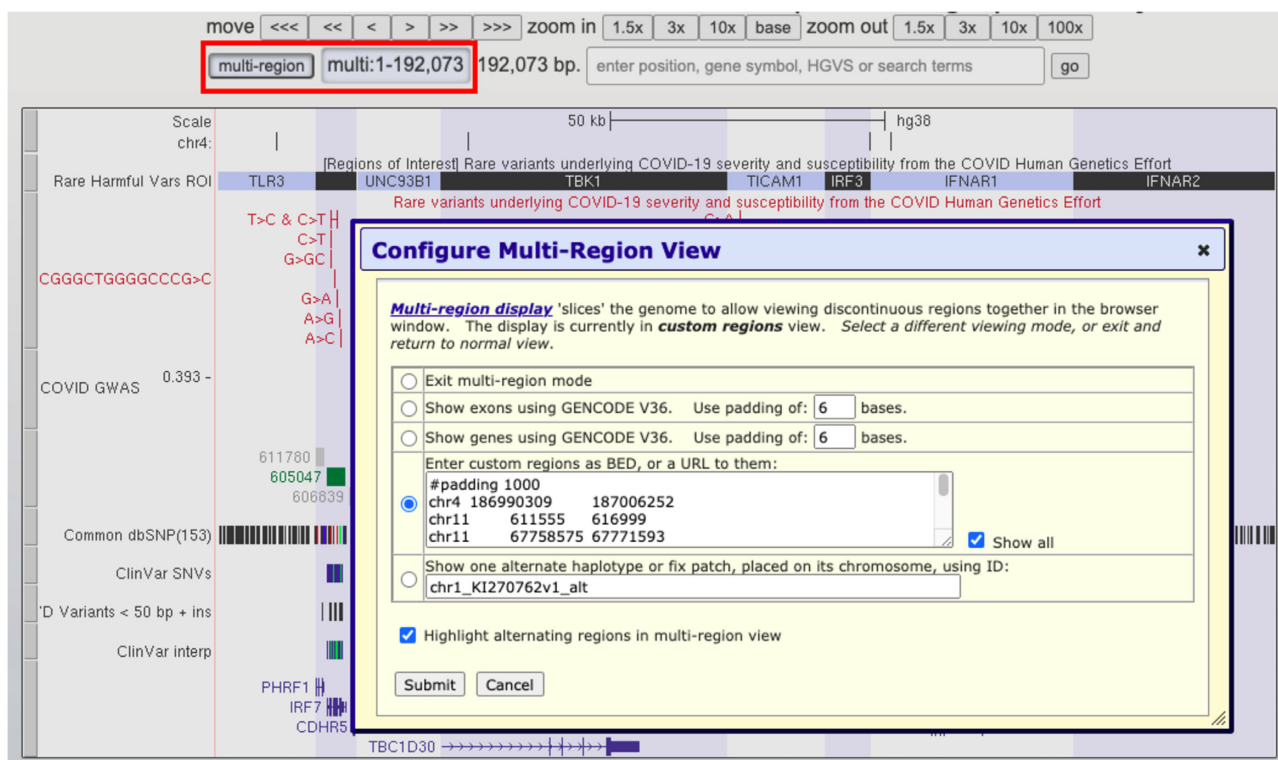 move <<< << < > >> >>> zoom in 1.5x 3x 10x base zoom out 1.5x 3x 10x 100x
multi-region multi:1-192,073 192,073 bp. enter position, gene symbol, HGVS or search terms go
Scale 50 kb hg38
chr4:
[Regions of Interest] Rare variants underlying COVID-19 severity and susceptibility from the COVID Human Genetics Effort
Rare Harmful Vars ROI TLR3 UNC93B1 TBK1 TICAM1 IRF3 IFNAR1 IFNAR2
Rare variants underlying COVID-19 severity and susceptibility from the COVID Human Genetics Effort
T>C & C>T
C>T
G>GC
CGGGCTGGGGCCCG>C
G>A
A>G
A>C
COVID GWAS 0.393 -
611780
605047
606839
Common dbSNP(153)
ClinVar SNVs
'D Variants < 50 bp + ins
ClinVar interp
PHRF1
IRF7
CDHR5
TBC1D30
Configure Multi-Region View ×
Multi-region display 'slices' the genome to allow viewing discontinuous regions together in the browser
window. The display is currently in custom regions view. Select a different viewing mode, or exit and
return to normal view.
Exit multi-region mode
Show exons using GENCODE V36. Use padding of: 6 bases.
Show genes using GENCODE V36. Use padding of: 6 bases.
Enter custom regions as BED, or a URL to them:
#padding 1000
chr4 186990309 187006252
chr11 611555 616999
chr11 67758575 67771593
Show all
Show one alternate haplotype or fix patch, placed on its chromosome, using ID:
chr1_KI270762v1_alt
Highlight alternating regions in multi-region view
Submit Cancel